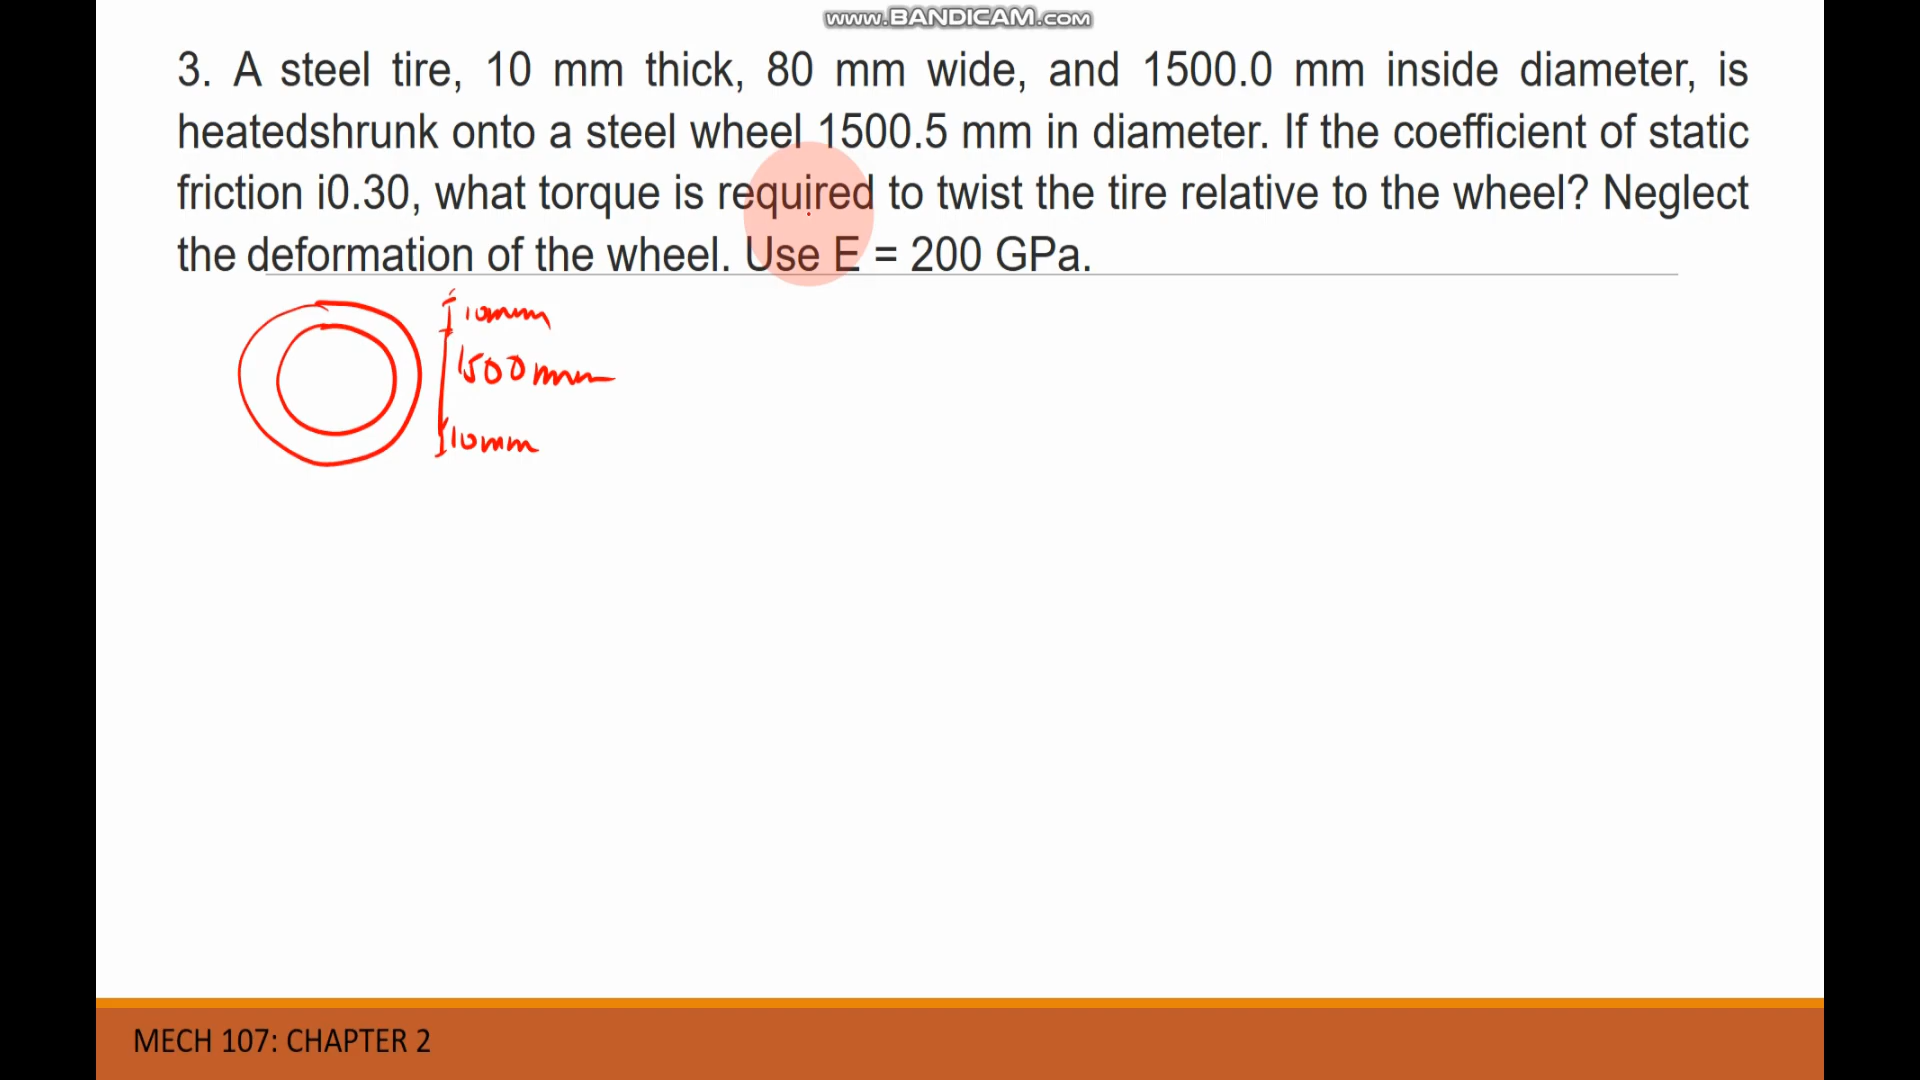 www.BANDICAM.com
3. A steel tire, 10 mm thick, 80 mm wide, and 1500.0 mm inside diameter, is
heatedshrunk onto a steel wheel 1500.5 mm in diameter. If the coefficient of static
friction i0.30, what torque is required to twist the tire relative to the wheel? Neglect
the deformation of the wheel. Use E = 200 GPa.
10mm
1500mm
10mm
MECH 107: CHAPTER 2